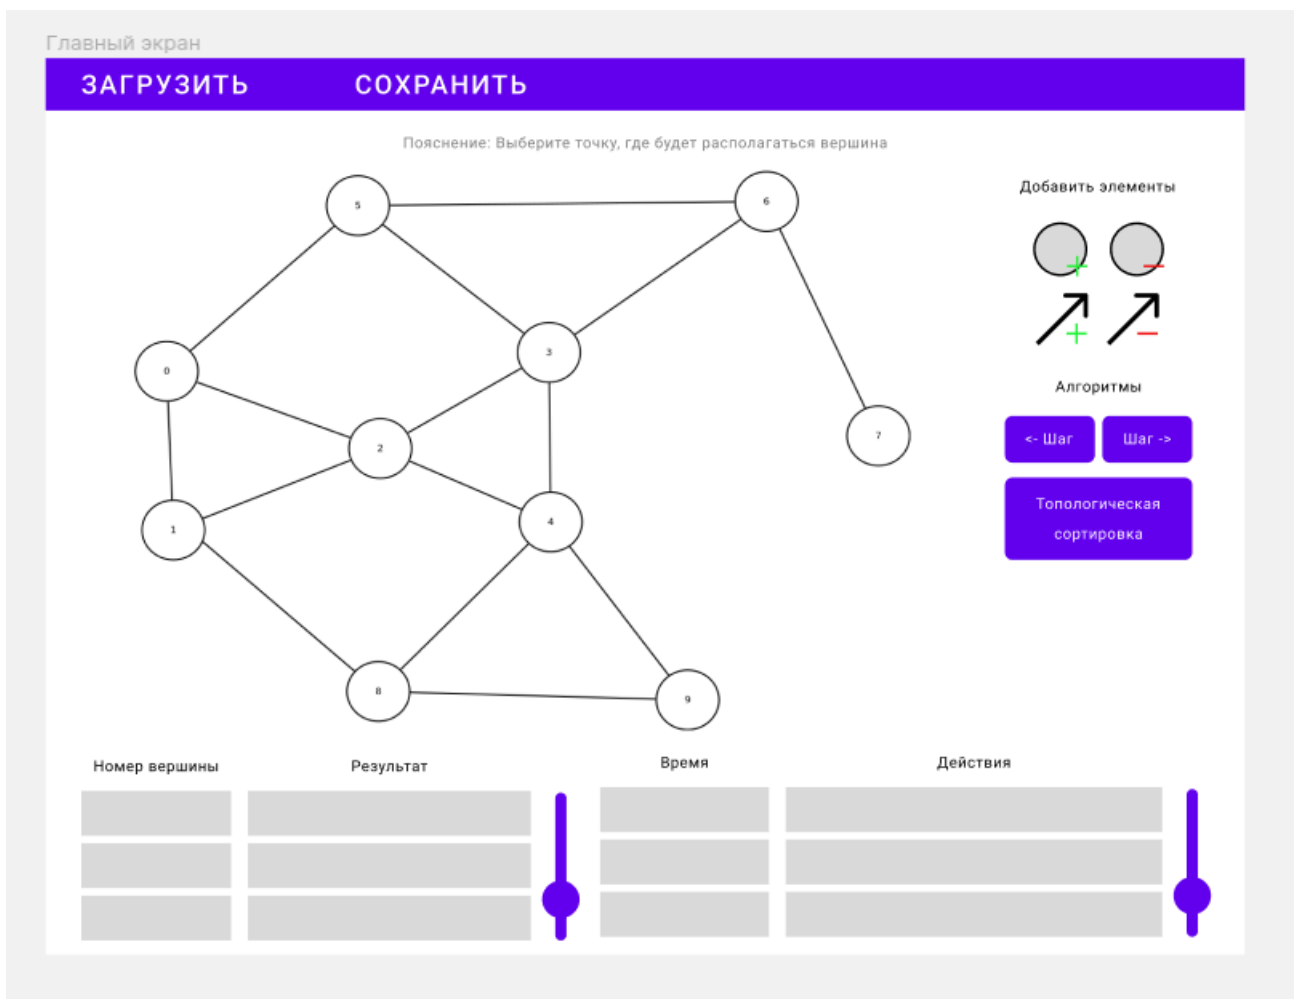 Главный экран
ЗАГРУЗИТЬ СОХРАНИТЬ
Пояснение: Выберите точку, где будет располагаться вершина
Добавить элементы
5
6
3
0
2
7
1
4
8
9
Алгоритмы
<- Шаг
Шаг ->
Топологическая
сортировка
Номер вершины
Результат
Время
Действия